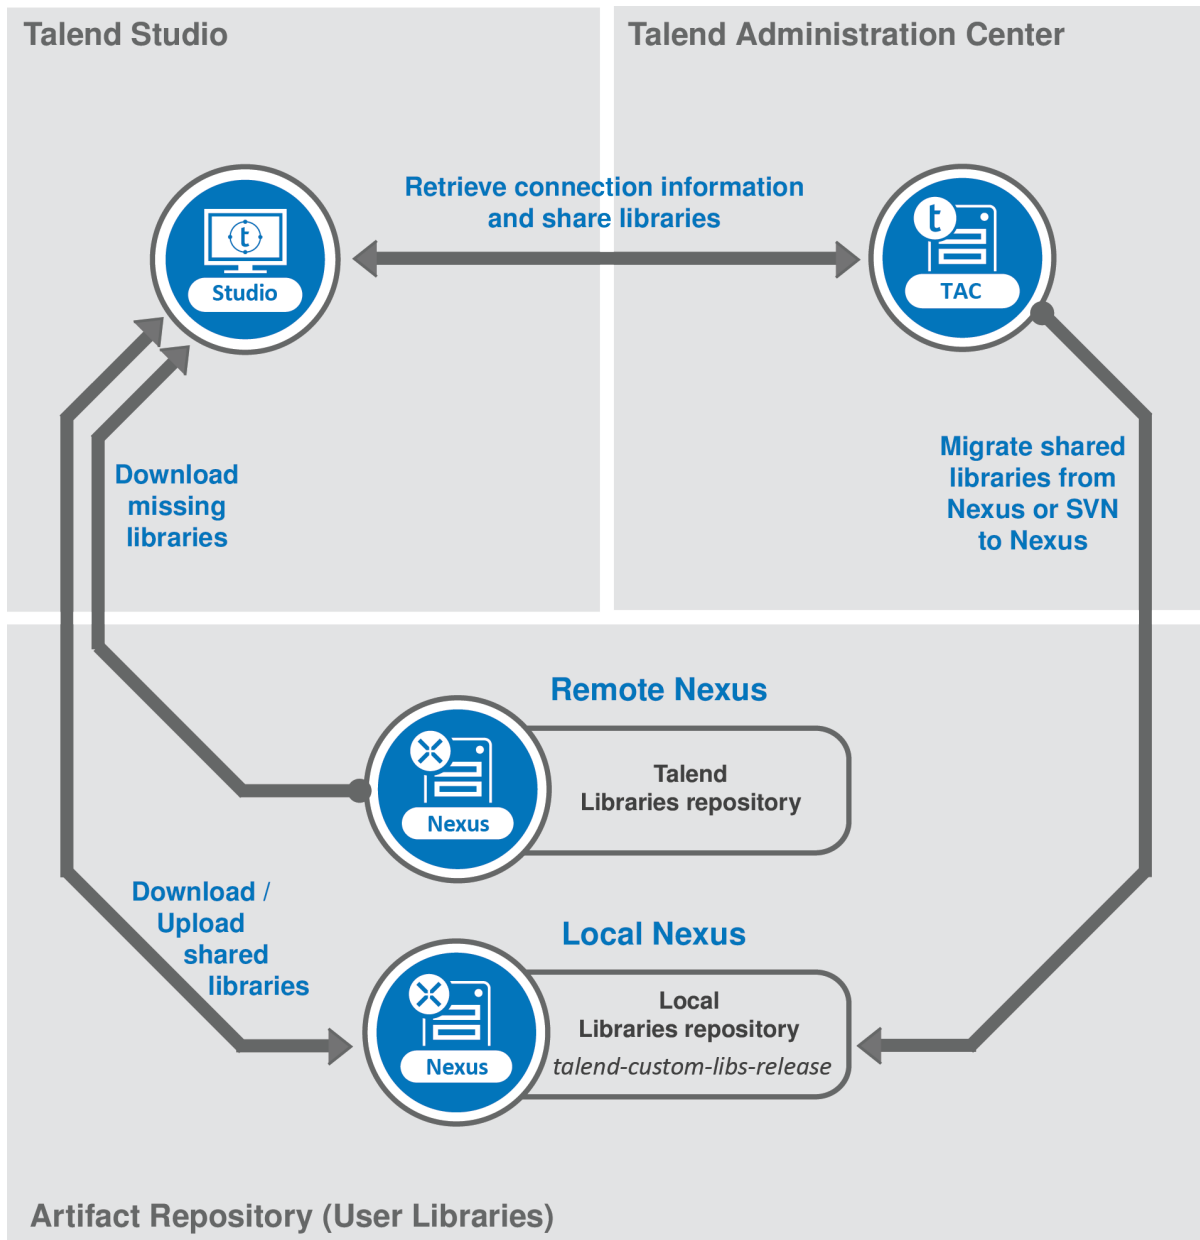 Talend Studio
Talend Administration Center
Retrieve connection information
and share libraries
t
Studio
t
TAC
Download
missing
libraries
Migrate shared
libraries from
Nexus or SVN
to Nexus
Remote Nexus
Nexus
Talend
Libraries repository
Download /
Upload
shared
libraries
Local Nexus
Nexus
Local
Libraries repository
talend-custom-libs-release
Artifact Repository (User Libraries)